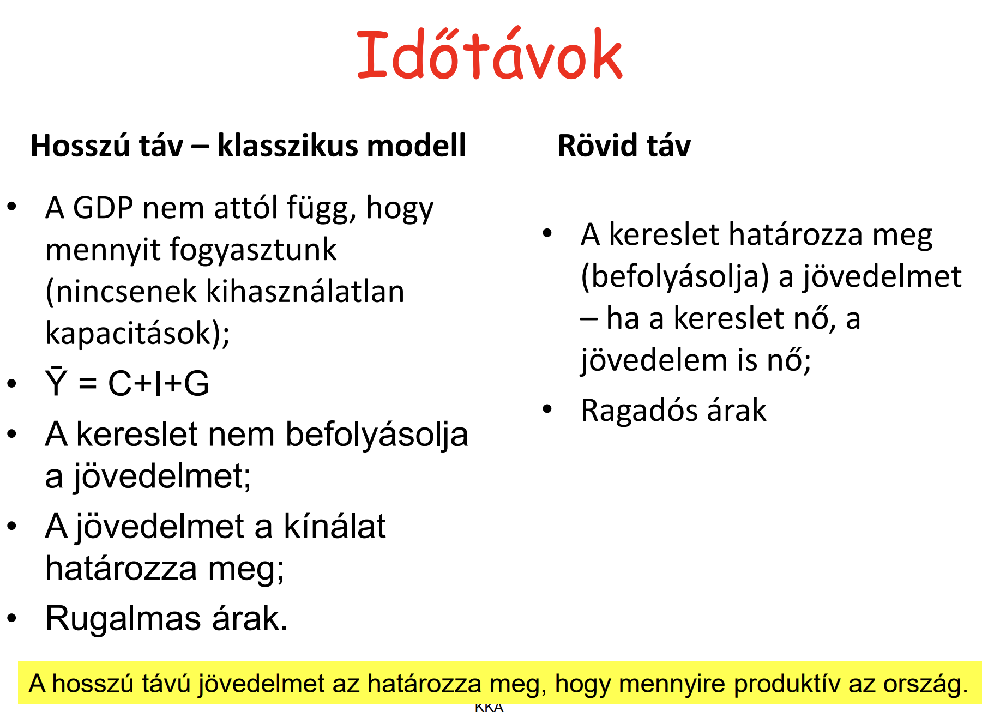 Időtávok
Hosszú táv – klasszikus modell
• A GDP nem attól függ, hogy
mennyit fogyasztunk
(nincsenek kihasználatlan
kapacitások);
• Ȳ = C+I+G
• A kereslet nem befolyásolja
a jövedelmet;
• A jövedelmet a kínálat
határozza meg;
• Rugalmas árak.
Rövid táv
• A kereslet határozza meg
(befolyásolja) a jövedelmet
– ha a kereslet nő, a
jövedelem is nő;
• Ragadós árak
A hosszú távú jövedelmet az határozza meg, hogy mennyire produktív az ország.
KKA